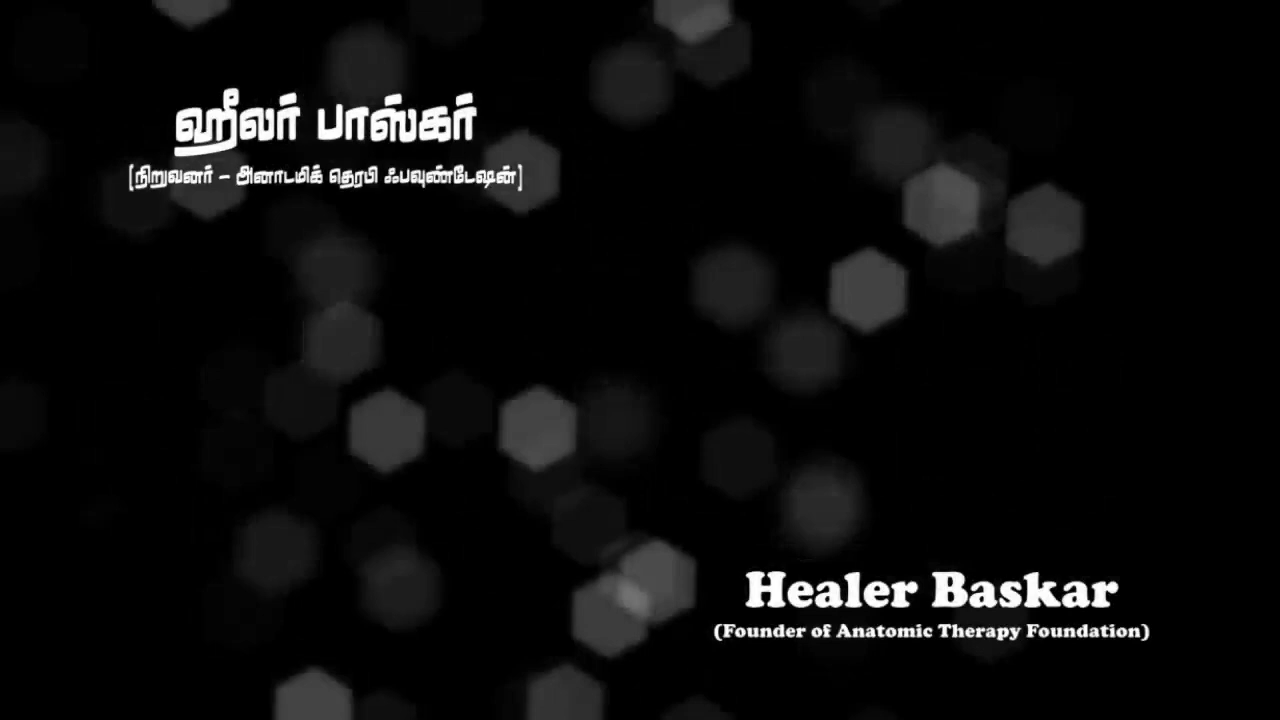 ஹீலர் பாஸ்கர்
(நிறுவனர் – அனாடமிக் தெரபி ஃபவுண்டேஷன்)
Healer Baskar
(Founder of Anatomic Therapy Foundation)